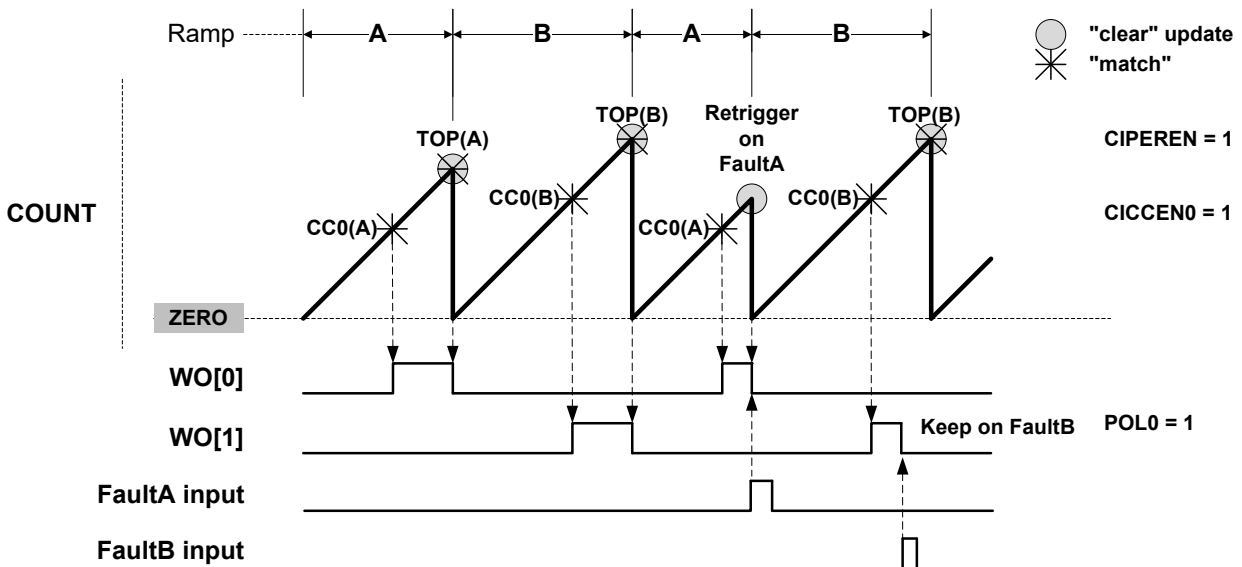 Ramp
A
B
A
B
"clear" update
"match"
TOP(A)
TOP(B)
Retrigger
on
FaultA
TOP(B)
CIPEREN = 1
COUNT
CC0(A)
CC0(B)
CC0(A)
CC0(B)
CICCEN0 = 1
ZERO
WO[0]
WO[1]
Keep on FaultB
POL0 = 1
FaultA input
FaultB input